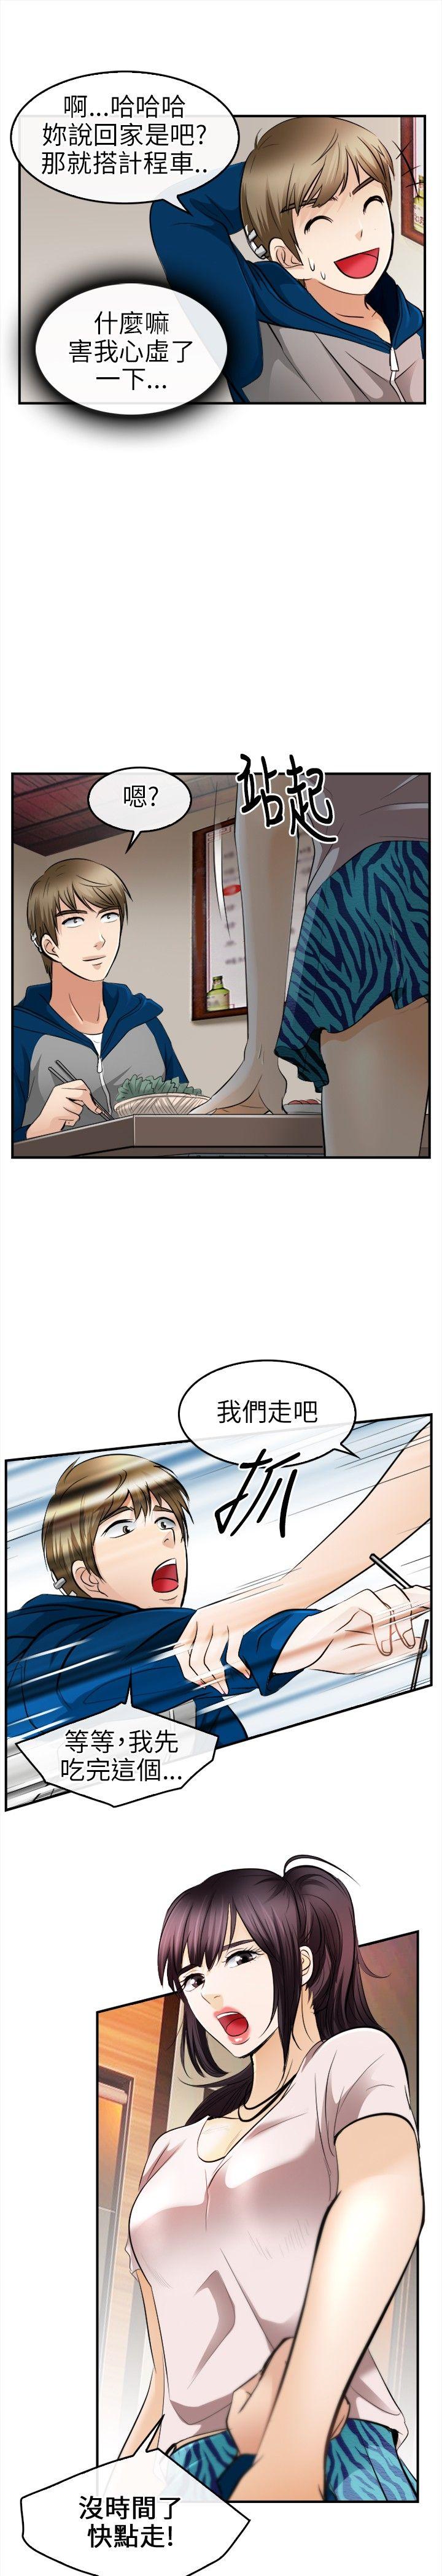 啊...哈哈哈
妳說回家是吧?
那就搭計程車..
什麼嘛
害我心虛了
一下...
嗯?
站起
我們走吧
抓
等等,我先
吃完這個...
沒時間了
快點走!